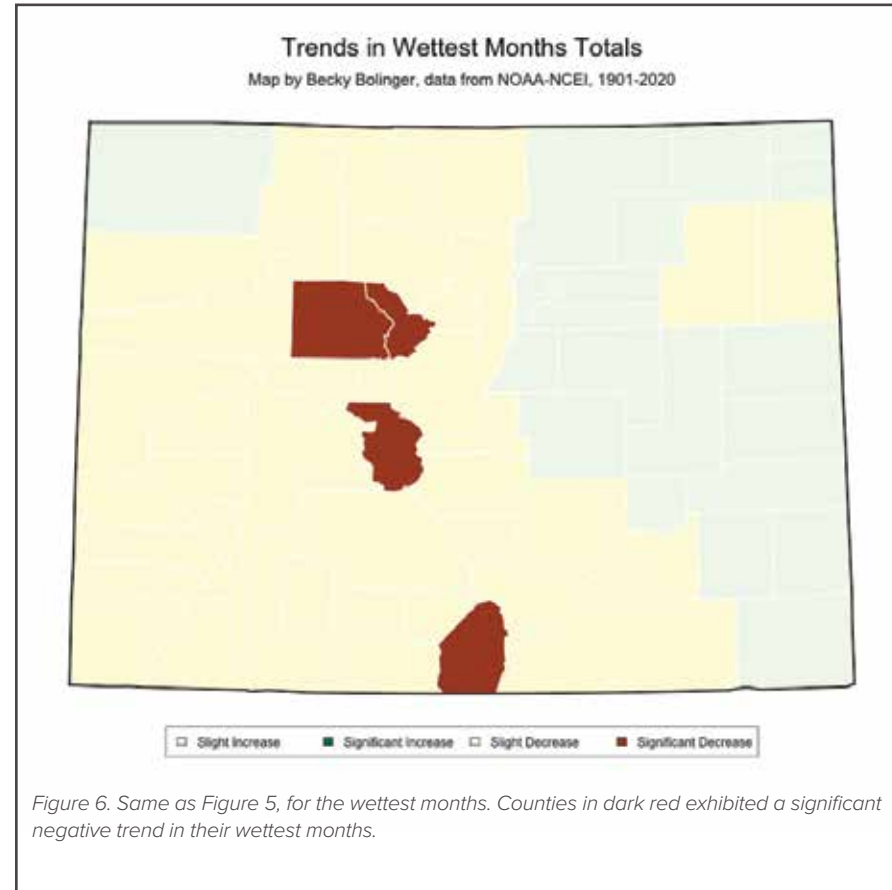 Trends in Wettest Months Totals
Map by Becky Bolinger, data from NOAA-NCEI, 1901-2020
Slight Increase Significant Increase Slight Decrease Significant Decrease
Figure 6. Same as Figure 5, for the wettest months. Counties in dark red exhibited a significant
negative trend in their wettest months.